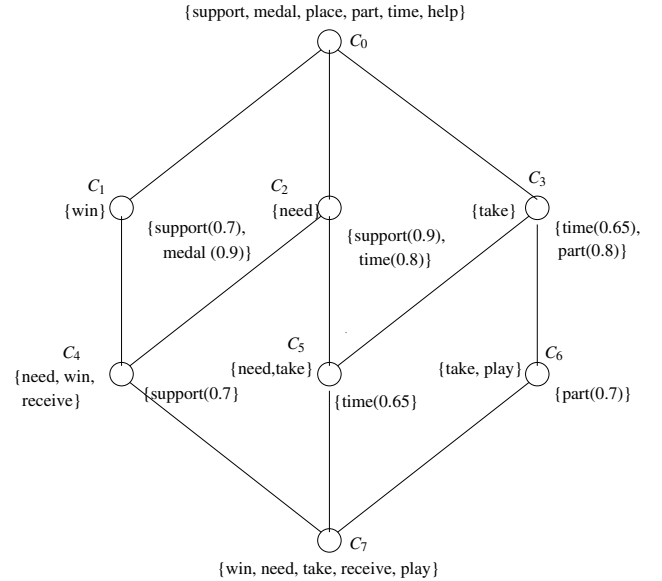 {support, medal, place, part, time, help}
C0
C1
{win}
{support(0.7),
medal (0.9)}
C2
{need}
{support(0.9),
time(0.8)}
C3
{take}
{time(0.65),
part(0.8)}
C4
{need, win,
receive}
{support(0.7}
C5
{need,take}
{time(0.65}
C6
{take, play}
{part(0.7)}
C7
{win, need, take, receive, play}